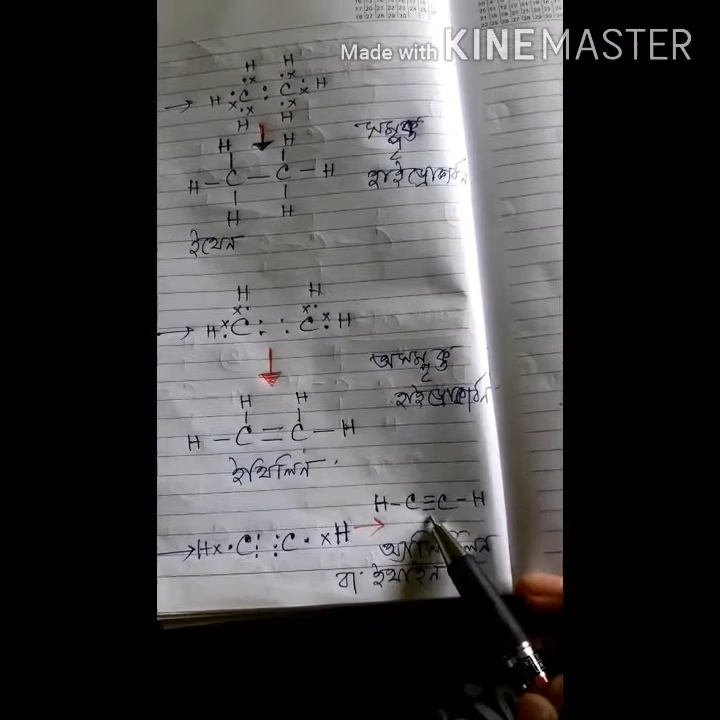 Made with KINEMASTER
H H
H C C H
H H
সম্পৃক্ত
হাইড্রোকার্বন
H H
H - C - C - H
H H
ইথেন
H H
H x C : : C x H
অসম্পৃক্ত
হাইড্রোকার্বন
H H
H - C = C - H
ইথিলিন
H - C ≡ C - H
H x · C ⋮ ⋮ C · x H
অ্যাসিটিলিন
বা ইথাইন